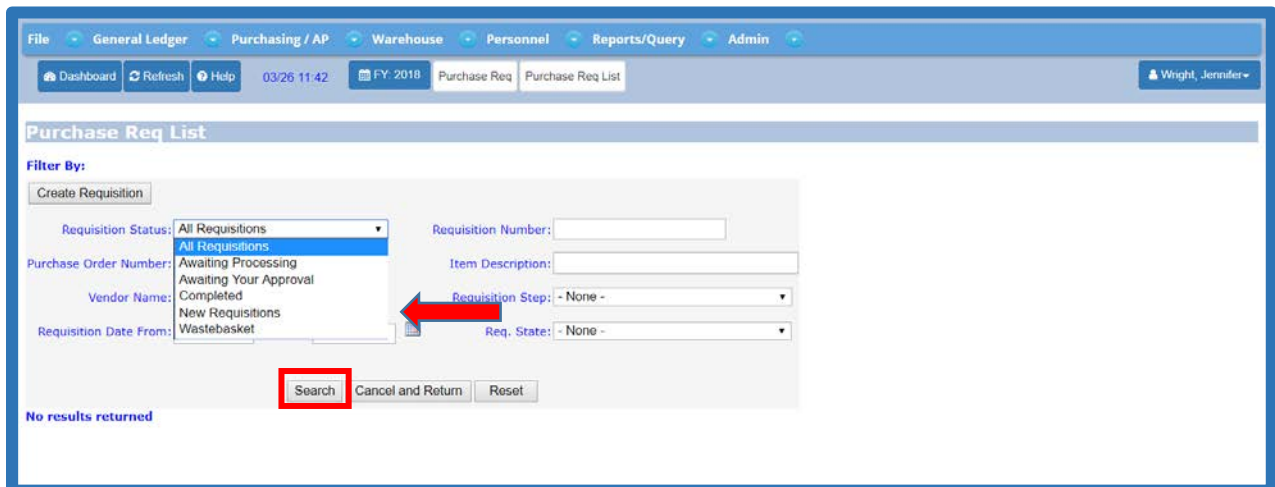 File General Ledger Purchasing / AP Warehouse Personnel Reports/Query Admin
Dashboard Refresh Help 03/26 11:42 FY: 2018 Purchase Req Purchase Req List Wright, Jennifer
Purchase Req List
Filter By:
Create Requisition
Requisition Status: All Requisitions Requisition Number:
All Requisitions
Purchase Order Number: Awaiting Processing Item Description:
Awaiting Your Approval
Vendor Name: Completed Requisition Step: - None -
New Requisitions
Requisition Date From: Wastebasket Req. State: - None -
Search Cancel and Return Reset
No results returned